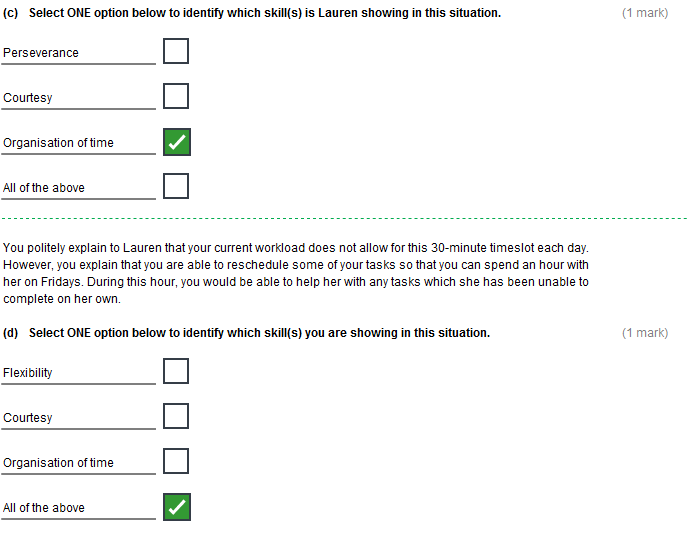 (c) Select ONE option below to identify which skill(s) is Lauren showing in this situation. (1 mark)
Perseverance
Courtesy
Organisation of time
All of the above
You politely explain to Lauren that your current workload does not allow for this 30-minute timeslot each day.
However, you explain that you are able to reschedule some of your tasks so that you can spend an hour with
her on Fridays. During this hour, you would be able to help her with any tasks which she has been unable to
complete on her own.
(d) Select ONE option below to identify which skill(s) you are showing in this situation. (1 mark)
Flexibility
Courtesy
Organisation of time
All of the above